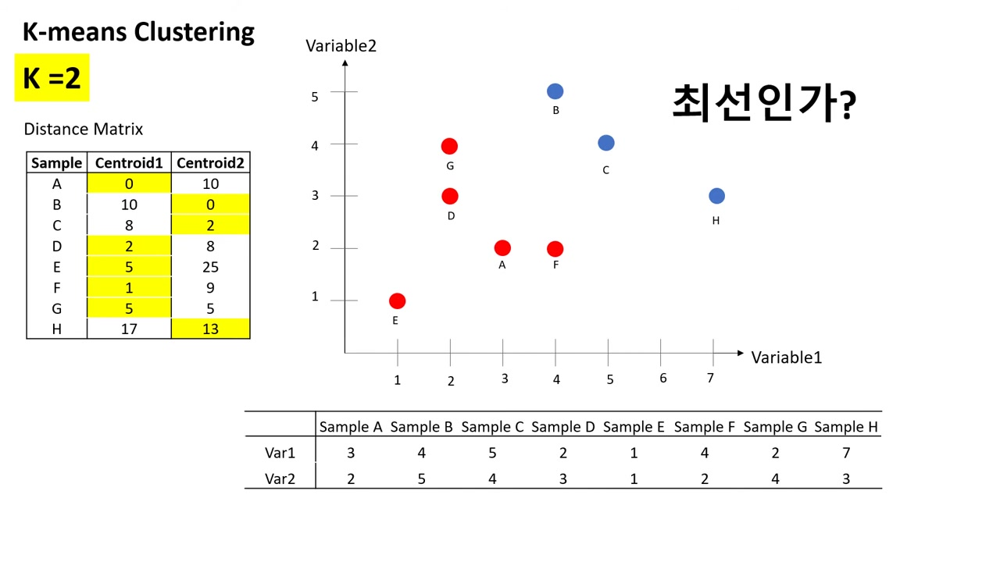 K-means Clustering
K =2
Distance Matrix
Sample Centroid1 Centroid2
A 0 10
B 10 0
C 8 2
D 2 8
E 5 25
F 1 9
G 5 5
H 17 13
Variable2
5
4
3
2
1
B
G
C
D
H
A
F
E
1 2 3 4 5 6 7
Variable1
최선인가?
Sample A Sample B Sample C Sample D Sample E Sample F Sample G Sample H
Var1 3 4 5 2 1 4 2 7
Var2 2 5 4 3 1 2 4 3